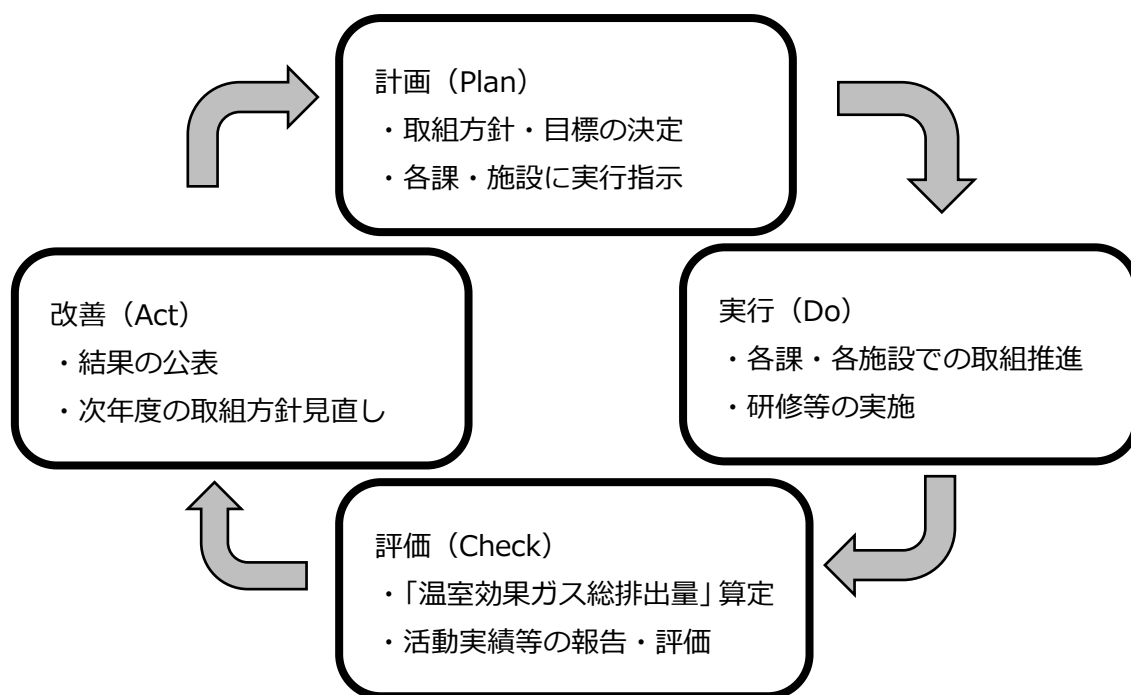 計画（Plan）
・取組方針・目標の決定
・各課・施設に実行指示
実行（Do）
・各課・各施設での取組推進
・研修等の実施
評価（Check）
・「温室効果ガス総排出量」算定
・活動実績等の報告・評価
改善（Act）
・結果の公表
・次年度の取組方針見直し